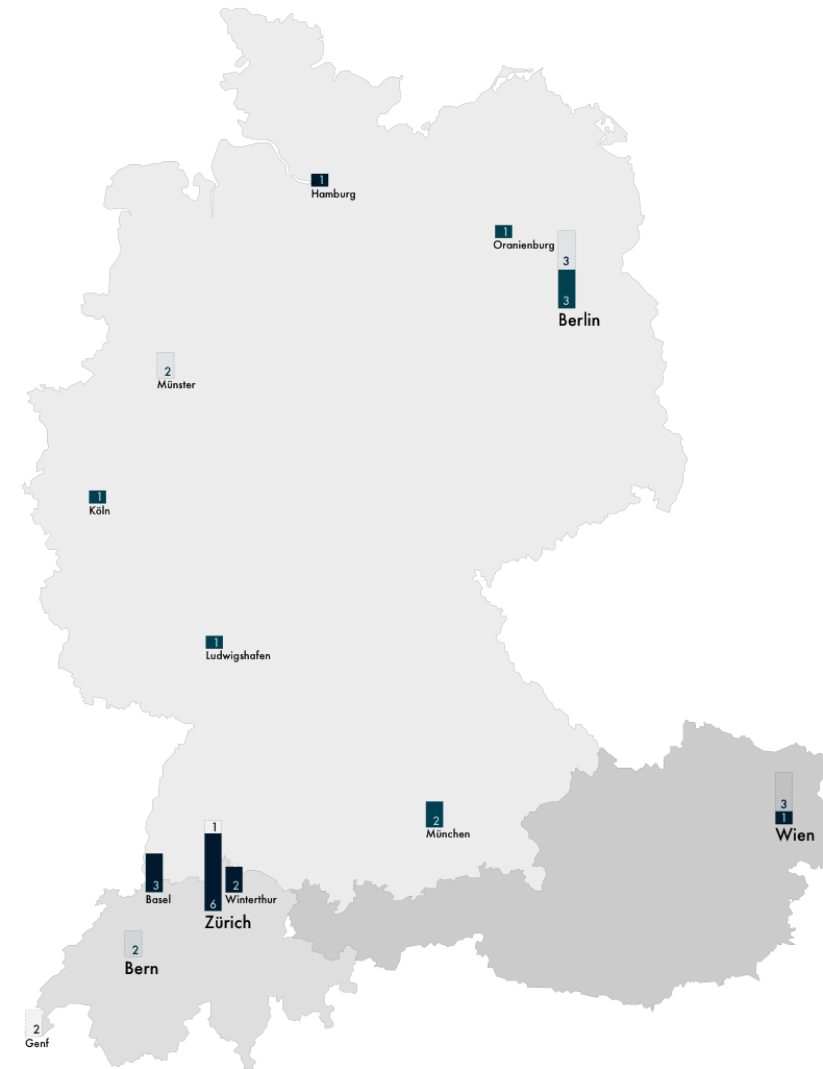 1
Hamburg
1
Oranienburg
3
3
Berlin
2
Münster
1
Köln
1
Ludwigshafen
2
München
3
1
Wien
1
6
Zürich
3
Basel
2
Winterthur
2
Bern
2
Genf